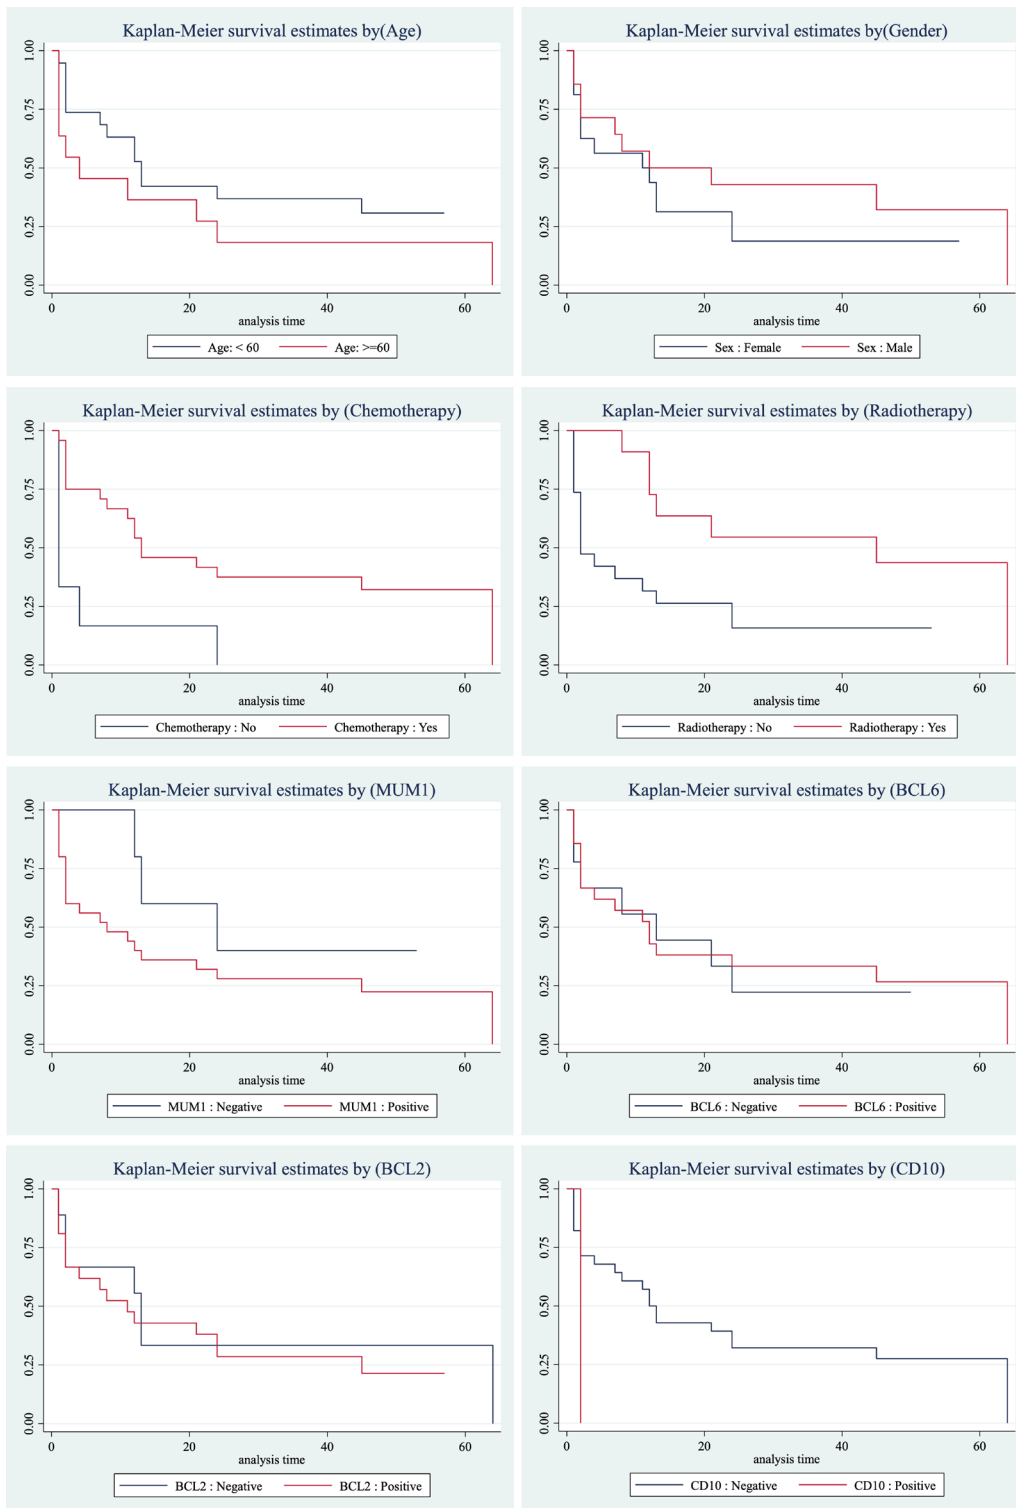 Kaplan-Meier survival estimates by(Age)
1.00
0.75
0.50
0.25
0.00
0 20 40 60
analysis time
Age: < 60 Age: >=60
Kaplan-Meier survival estimates by(Gender)
1.00
0.75
0.50
0.25
0.00
0 20 40 60
analysis time
Sex : Female Sex : Male
Kaplan-Meier survival estimates by (Chemotherapy)
1.00
0.75
0.50
0.25
0.00
0 20 40 60
analysis time
Chemotherapy : No Chemotherapy : Yes
Kaplan-Meier survival estimates by (Radiotherapy)
1.00
0.75
0.50
0.25
0.00
0 20 40 60
analysis time
Radiotherapy : No Radiotherapy : Yes
Kaplan-Meier survival estimates by (MUM1)
1.00
0.75
0.50
0.25
0.00
0 20 40 60
analysis time
MUM1 : Negative MUM1 : Positive
Kaplan-Meier survival estimates by (BCL6)
1.00
0.75
0.50
0.25
0.00
0 20 40 60
analysis time
BCL6 : Negative BCL6 : Positive
Kaplan-Meier survival estimates by (BCL2)
1.00
0.75
0.50
0.25
0.00
0 20 40 60
analysis time
BCL2 : Negative BCL2 : Positive
Kaplan-Meier survival estimates by (CD10)
1.00
0.75
0.50
0.25
0.00
0 20 40 60
analysis time
CD10 : Negative CD10 : Positive